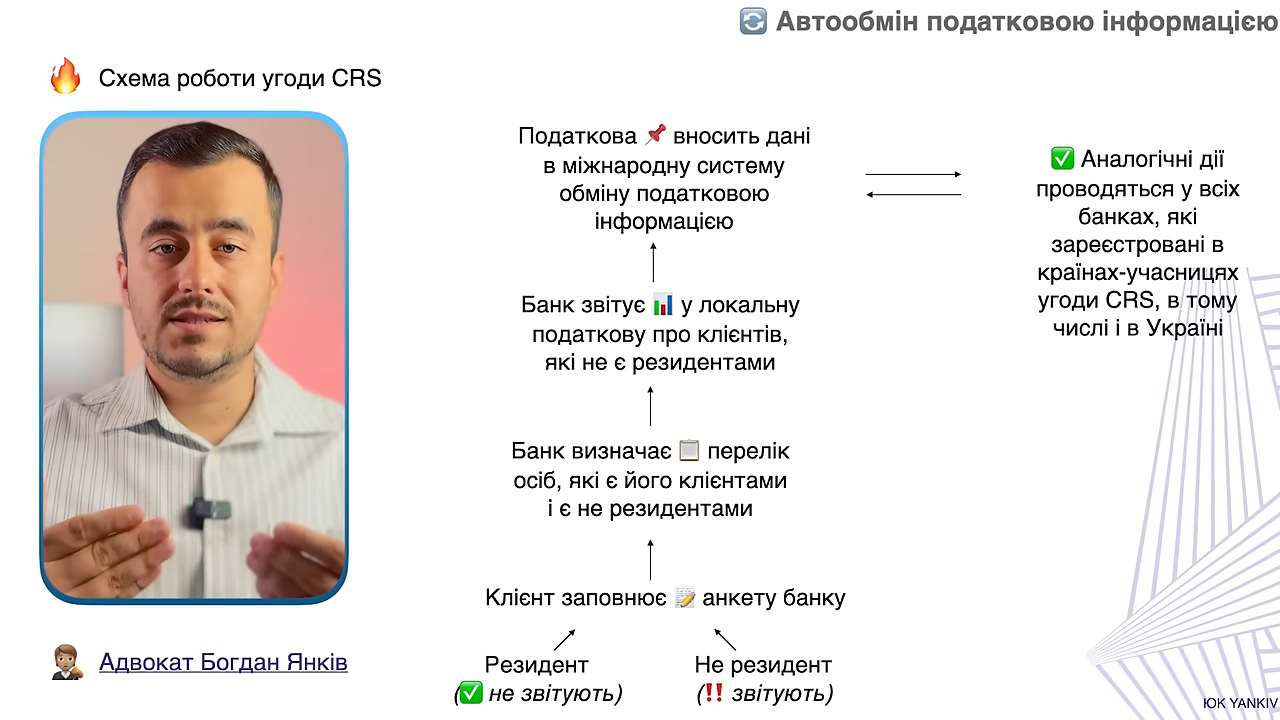 🔄 Автообмін податковою інформацією
🔥 Схема роботи угоди CRS
Податкова 📌 вносить дані
в міжнародну систему
обміну податковою
інформацією
✅ Аналогічні дії
проводяться у всіх
банках, які
зареєстровані в
країнах-учасницях
угоди CRS, в тому
числі і в Україні
Банк звітує 📊 у локальну
податкову про клієнтів,
які не є резидентами
Банк визначає 📋 перелік
осіб, які є його клієнтами
і є не резидентами
Клієнт заповнює 📝 анкету банку
Резидент
(✅ не звітують)
Не резидент
(‼️ звітують)
Адвокат Богдан Янків
ЮК YANKIV